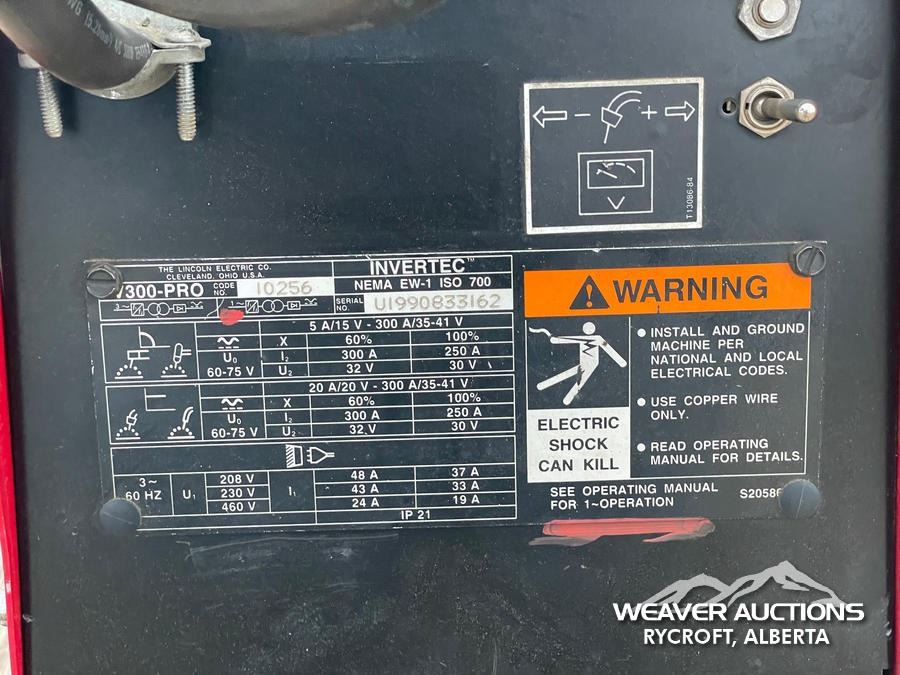 T13086-84
THE LINCOLN ELECTRIC CO.
CLEVELAND, OHIO U.S.A.
V300-PRO CODE NO. 10256
INVERTEC™
NEMA EW-1 ISO 700
SERIAL NO. U1990833162
5 A/15 V - 300 A/35-41 V
X 60% 100%
U₀ I₂ 300 A 250 A
60-75 V U₂ 32 V 30 V
20 A/20 V - 300 A/35-41 V
X 60% 100%
U₀ I₂ 300 A 250 A
60-75 V U₂ 32 V 30 V
3~ 208 V 48 A 37 A
60 HZ U₁ 230 V I₁ 43 A 33 A
460 V 24 A 19 A
IP 21
WARNING
ELECTRIC
SHOCK
CAN KILL
• INSTALL AND GROUND
MACHINE PER
NATIONAL AND LOCAL
ELECTRICAL CODES.
• USE COPPER WIRE
ONLY.
• READ OPERATING
MANUAL FOR DETAILS.
SEE OPERATING MANUAL
FOR 1~OPERATION
WEAVER AUCTIONS
RYCROFT, ALBERTA